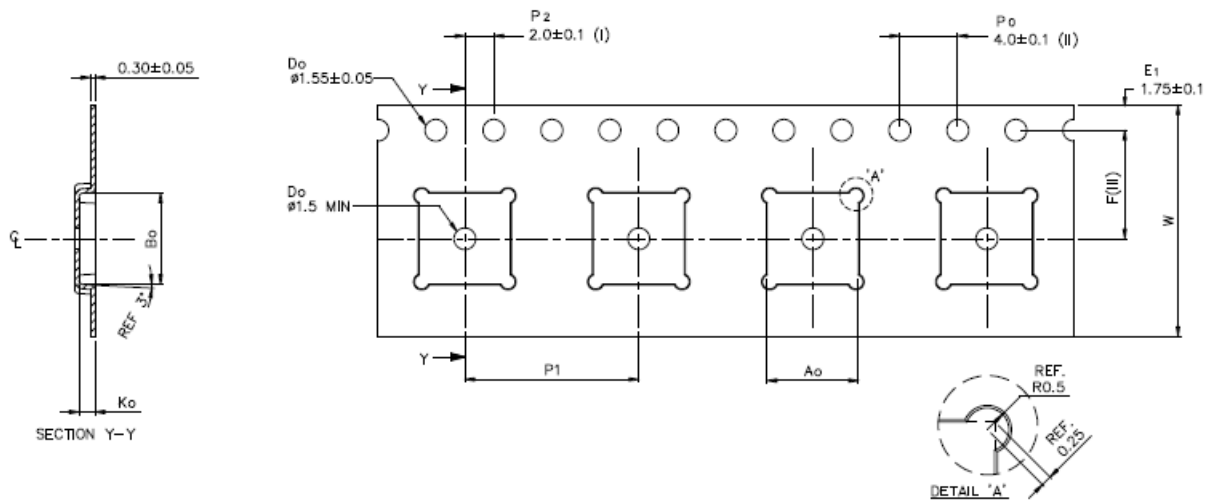 P2
2.0±0.1 (I)
Po
4.0±0.1 (II)
0.30±0.05
Do
ø1.55±0.05
Y
E1
1.75±0.1
"A"
F(III)
W
Do
ø1.5 MIN
℄
Bo
REF 3°
Y
P1
Ao
Ko
SECTION Y-Y
REF.
R0.5
REF.
0.25
DETAIL "A"